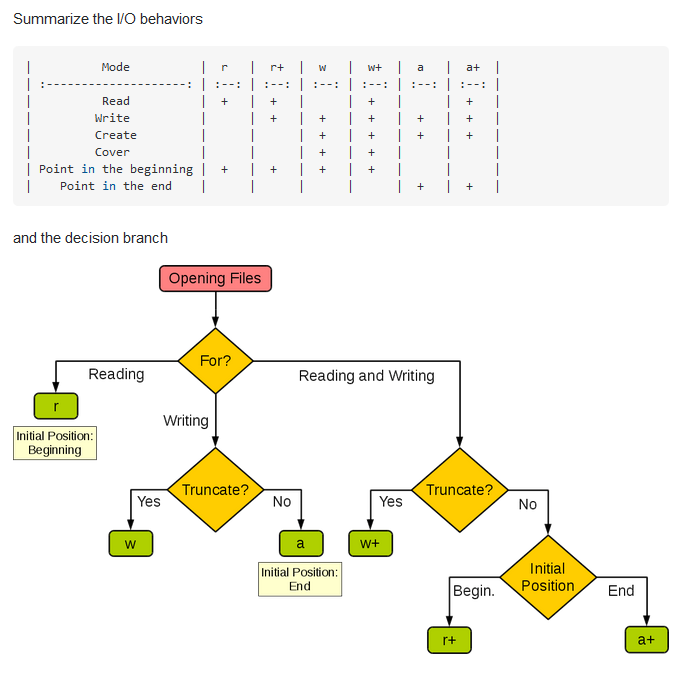 Summarize the I/O behaviors
| Mode | r | r+ | w | w+ | a | a+ |
| :--------------------: | :--: | :--: | :--: | :--: | :--: | :--: |
| Read | + | + | | + | | + |
| Write | | + | + | + | + | + |
| Create | | | + | + | + | + |
| Cover | | | + | + | | |
| Point in the beginning | + | + | + | + | | |
| Point in the end | | | | | + | + |
and the decision branch
Opening Files
For?
Reading
Reading and Writing
r
Writing
Initial Position:
Beginning
Truncate?
Truncate?
Yes
No
Yes
No
w
a
w+
Initial Position:
End
Initial
Position
Begin.
End
r+
a+